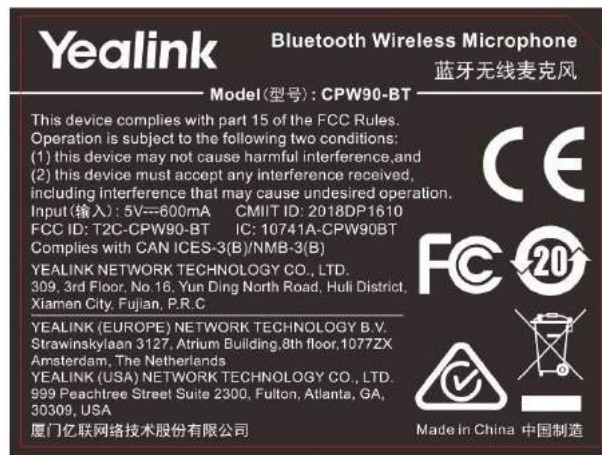 Yealink
Bluetooth Wireless Microphone
蓝牙无线麦克风
Model(型号): CPW90-BT
This device complies with part 15 of the FCC Rules.
Operation is subject to the following two conditions:
(1) this device may not cause harmful interference,and
(2) this device must accept any interference received,
including interference that may cause undesired operation.
Input(输入): 5V⎓600mA CMIIT ID: 2018DP1610
FCC ID: T2C-CPW90-BT IC: 10741A-CPW90BT
Complies with CAN ICES-3(B)/NMB-3(B)
YEALINK NETWORK TECHNOLOGY CO., LTD.
309, 3rd Floor, No.16, Yun Ding North Road, Huli District,
Xiamen City, Fujian, P.R.C
YEALINK (EUROPE) NETWORK TECHNOLOGY B.V.
Strawinskylaan 3127, Atrium Building,8th floor,1077ZX
Amsterdam, The Netherlands
YEALINK (USA) NETWORK TECHNOLOGY CO., LTD.
999 Peachtree Street Suite 2300, Fulton, Atlanta, GA,
30309, USA
厦门亿联网络技术股份有限公司
CE
FC
20
Made in China 中国制造